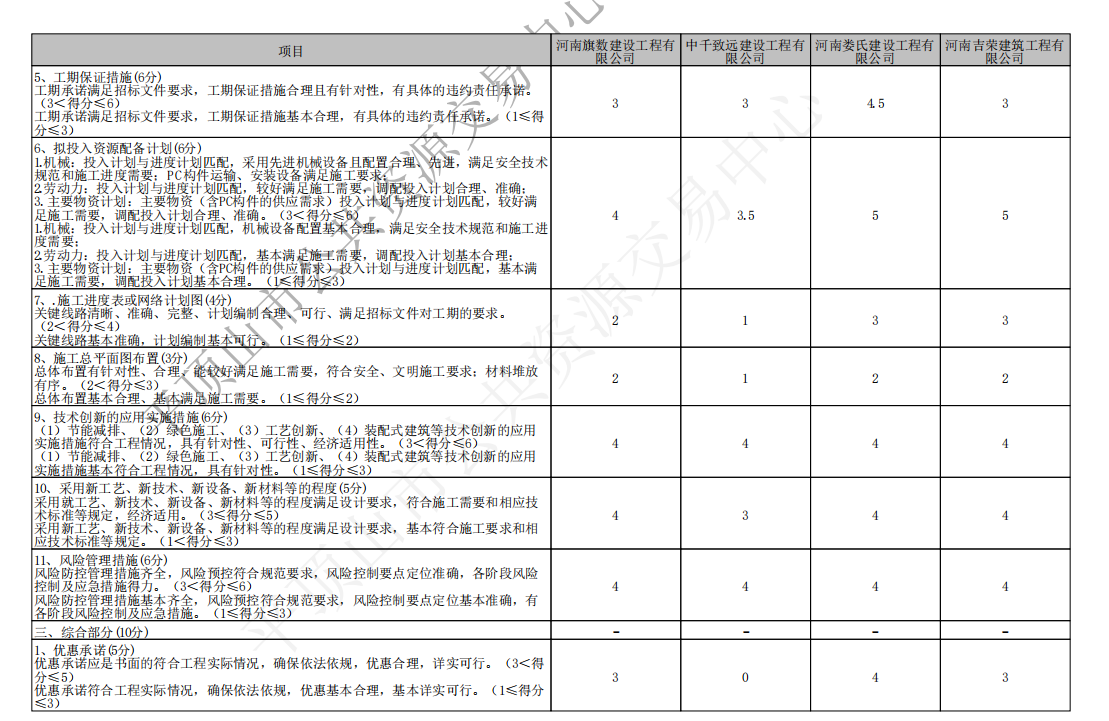 项目
河南旗数建设工程有
限公司
中千致远建设工程有
限公司
河南娄氏建设工程有
限公司
河南吉荣建筑工程有
限公司
5、工期保证措施(6分)
工期承诺满足招标文件要求，工期保证措施合理且有针对性，有具体的违约责任承诺。
（3＜得分≤6）
工期承诺满足招标文件要求，工期保证措施基本合理，有具体的违约责任承诺。（1≤得
分≤3）
3
3
4.5
3
6、拟投入资源配备计划(6分)
1.机械：投入计划与进度计划匹配，采用先进机械设备且配置合理、先进，满足安全技术
规范和施工进度需要；PC构件运输、安装设备满足施工要求；
2.劳动力：投入计划与进度计划匹配，较好满足施工需要，调配投入计划合理、准确；
3.主要物资计划：主要物资（含PC构件的供应需求）投入计划与进度计划匹配，较好满
足施工需要，调配投入计划合理、准确。（3＜得分≤6）
1.机械：投入计划与进度计划匹配，机械设备配置基本合理，满足安全技术规范和施工进
度需要；
2.劳动力：投入计划与进度计划匹配，基本满足施工需要，调配投入计划基本合理；
3.主要物资计划：主要物资（含PC构件的供应需求）投入计划与进度计划匹配，基本满
足施工需要，调配投入计划基本合理。（1≤得分≤3）
4
3.5
5
5
7、.施工进度表或网络计划图(4分)
关键线路清晰、准确、完整、计划编制合理、可行、满足招标文件对工期的要求。
（2＜得分≤4）
关键线路基本准确，计划编制基本可行。（1≤得分≤2）
2
1
3
3
8、施工总平面图布置(3分)
总体布置有针对性、合理、能较好满足施工需要，符合安全、文明施工要求；材料堆放
有序。（2＜得分≤3）
总体布置基本合理、基本满足施工需要。（1≤得分≤2）
2
1
2
2
9、技术创新的应用实施措施(6分)
（1）节能减排、（2）绿色施工、（3）工艺创新、（4）装配式建筑等技术创新的应用
实施措施符合工程情况，具有针对性、可行性、经济适用性。（3＜得分≤6）
（1）节能减排、（2）绿色施工、（3）工艺创新、（4）装配式建筑等技术创新的应用
实施措施基本符合工程情况，具有针对性。（1≤得分≤3）
4
4
4
4
10、采用新工艺、新技术、新设备、新材料等的程度(5分)
采用就工艺、新技术、新设备、新材料等的程度满足设计要求，符合施工需要和相应技
术标准等规定，经济适用。（3≤得分≤5）
采用新工艺、新技术、新设备、新材料等的程度满足设计要求，基本符合施工要求和相
应技术标准等规定。（1＜得分≤3）
4
3
4
4
11、风险管理措施(6分)
风险防控管理措施齐全，风险预控符合规范要求，风险控制要点定位准确，各阶段风险
控制及应急措施得力。（3＜得分≤6）
风险防控管理措施基本齐全，风险预控符合规范要求，风险控制要点定位基本准确，有
各阶段风险控制及应急措施。（1≤得分≤3）
4
4
4
4
三、综合部分(10分)
-
-
-
-
1、优惠承诺(5分)
优惠承诺应是书面的符合工程实际情况，确保依法依规，优惠合理，详实可行。（3＜得
分≤5）
优惠承诺符合工程实际情况，确保依法依规，优惠基本合理，基本详实可行。（1≤得分
≤3）
3
0
4
3
平顶山市公共资源交易中心
平顶山市公共资源交易中心